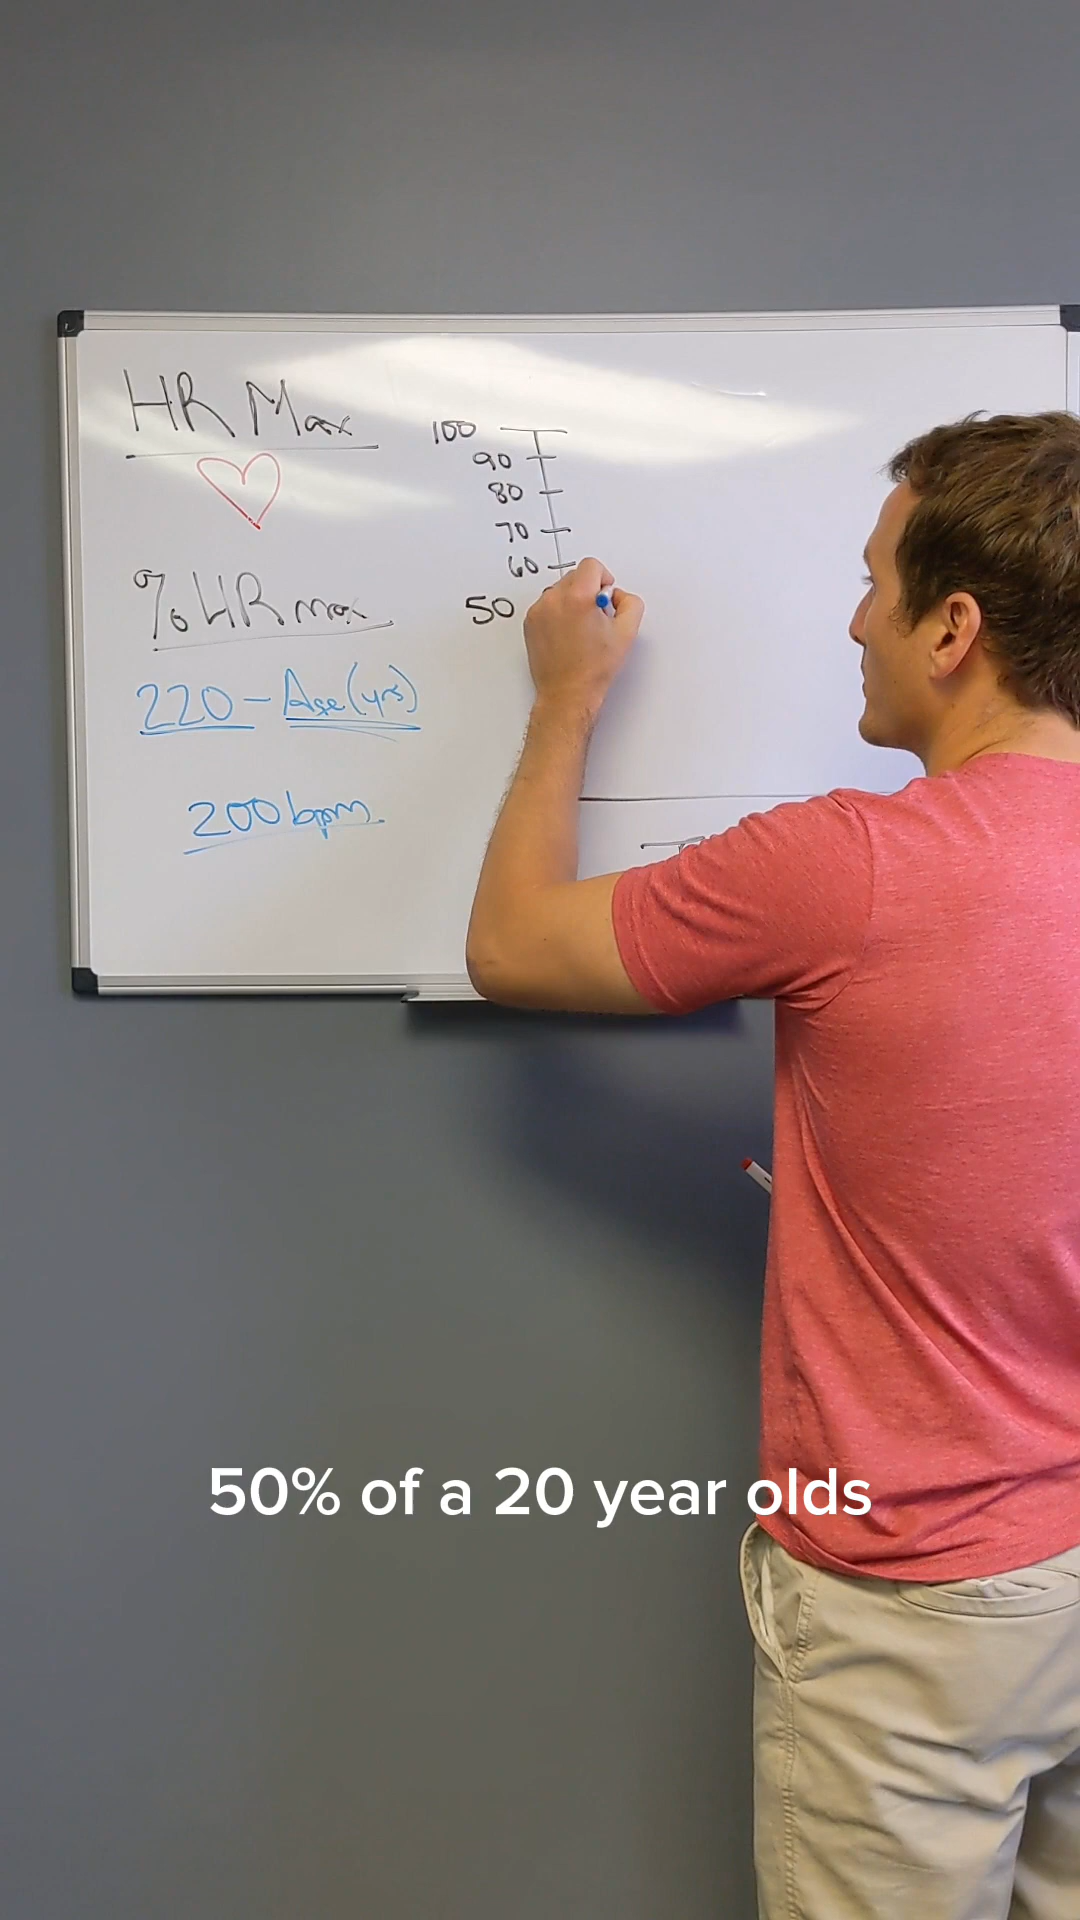 HR Max
100
90
80
70
60
50
% HR max
220 - Age (yrs)
200 bpm
50% of a 20 year olds